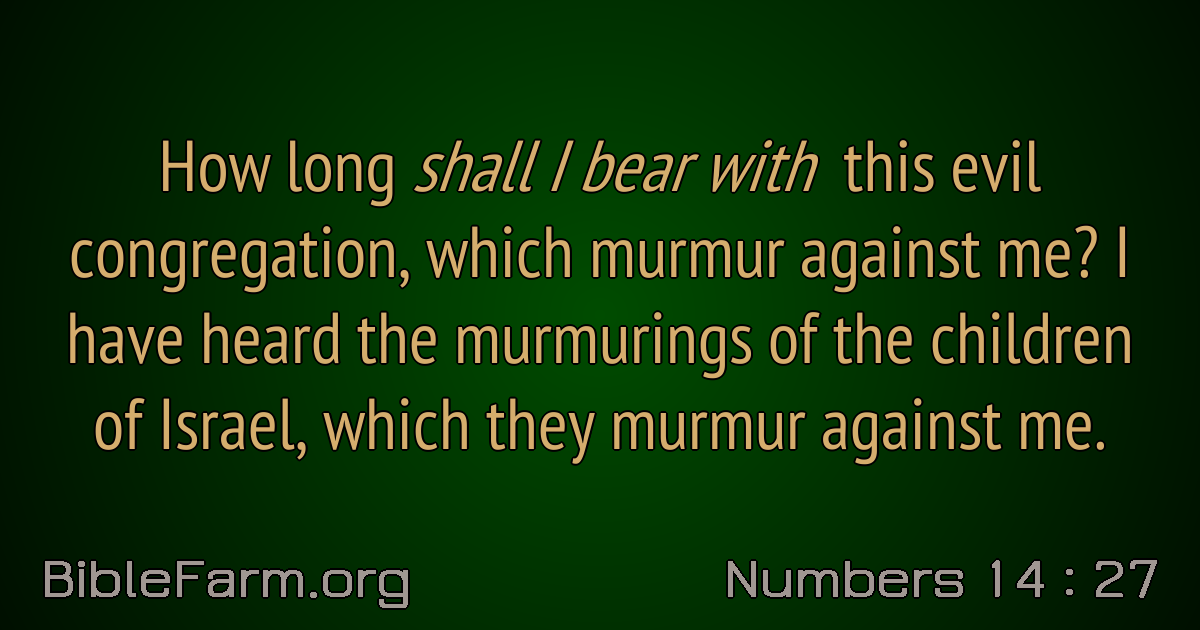 How long shall I bear with this evil
congregation, which murmur against me? I
have heard the murmurings of the children
of Israel, which they murmur against me.
BibleFarm.org
Numbers 14 : 27